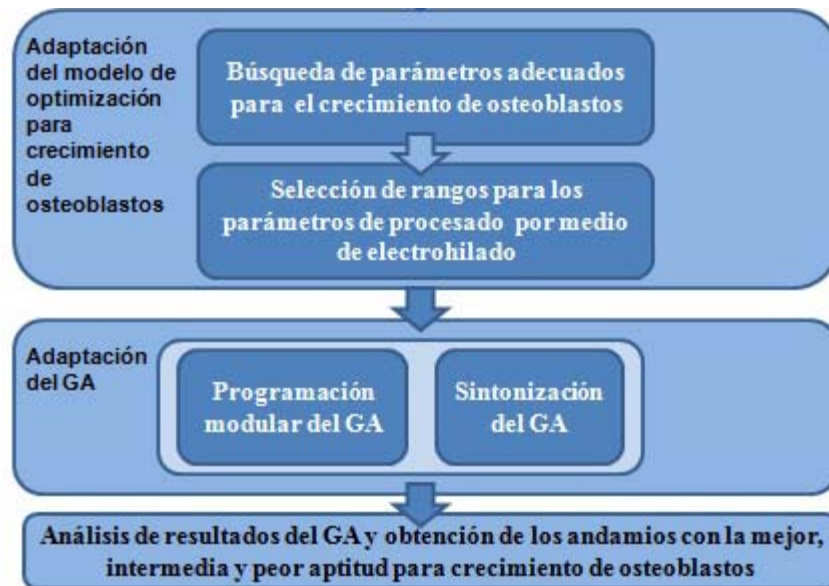 Adaptación
del modelo de
optimización
para
crecimiento
de
osteoblastos
Búsqueda de parámetros adecuados
para el crecimiento de osteoblastos
Selección de rangos para los
parámetros de procesado por medio
de electrohilado
Adaptación
del GA
Programación
modular del GA
Sintonización
del GA
Análisis de resultados del GA y obtención de los andamios con la mejor,
intermedia y peor aptitud para crecimiento de osteoblastos